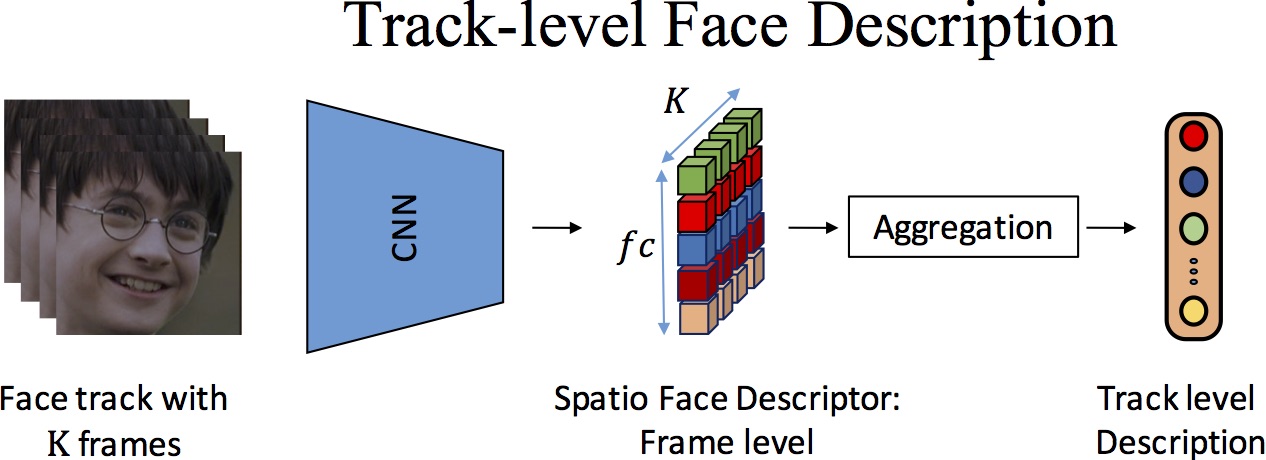 Track-level Face Description
K
CNN
fc
Aggregation
Face track with
K frames
Spatio Face Descriptor:
Frame level
Track level
Description